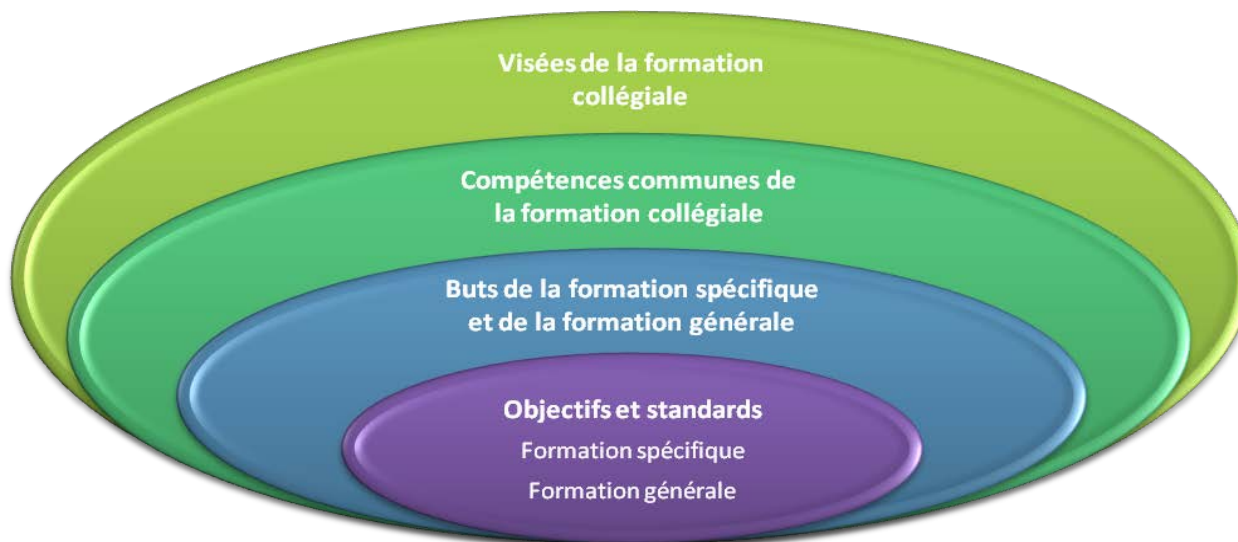 Visées de la formation
collégiale
Compétences communes de
la formation collégiale
Buts de la formation spécifique
et de la formation générale
Objectifs et standards
Formation spécifique
Formation générale